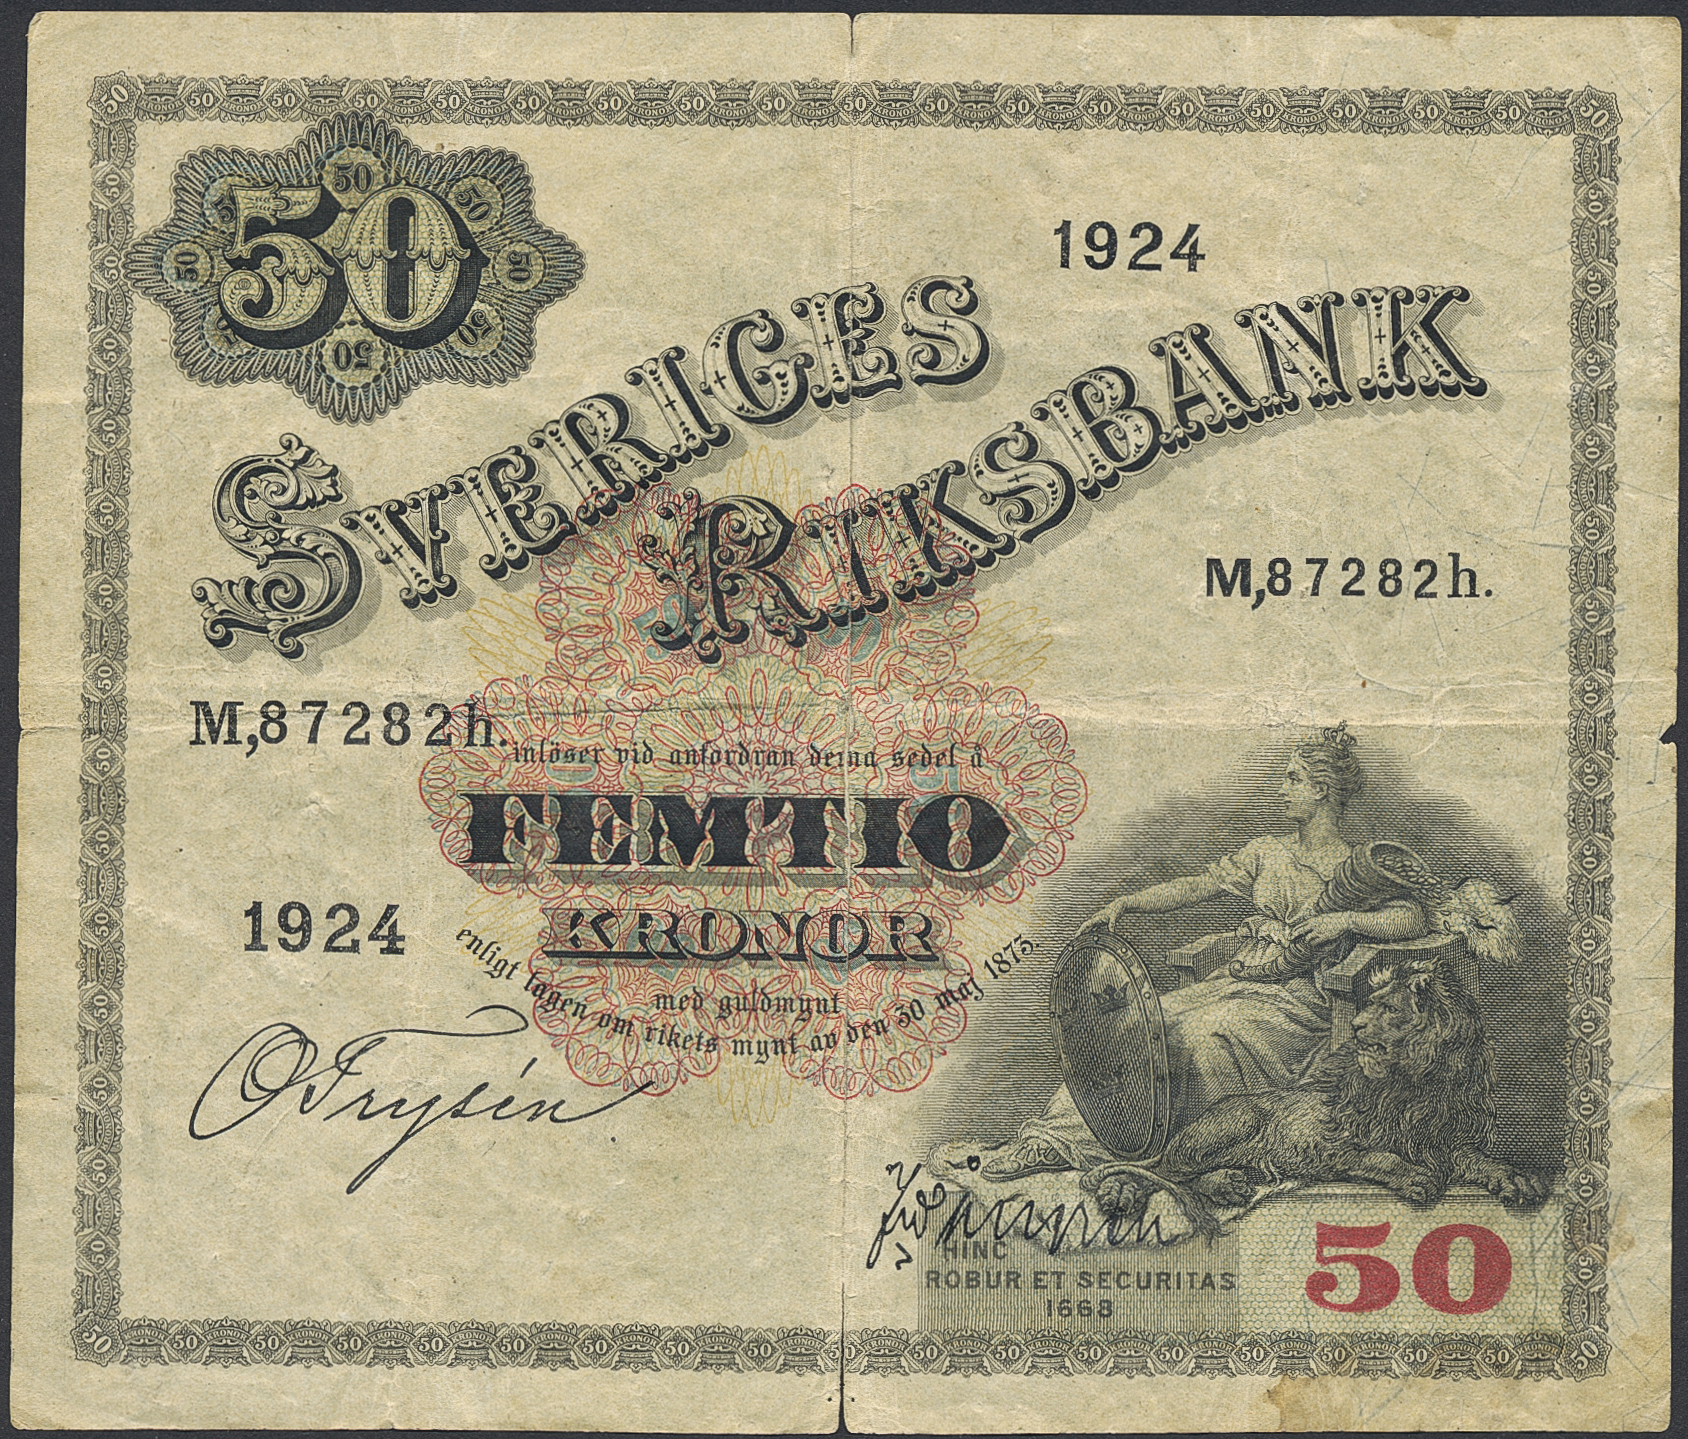 50
1924
SVERIGES
RIKSBANK
M,87282h.
M,87282h.
inlöser vid anfordran denna sedel å
FEMTIO
KRONOR
1924
med guldmynt
enligt lagen om rikets mynt av den 30 maj 1873
O Frysén
HINC
ROBUR ET SECURITAS
1668
50